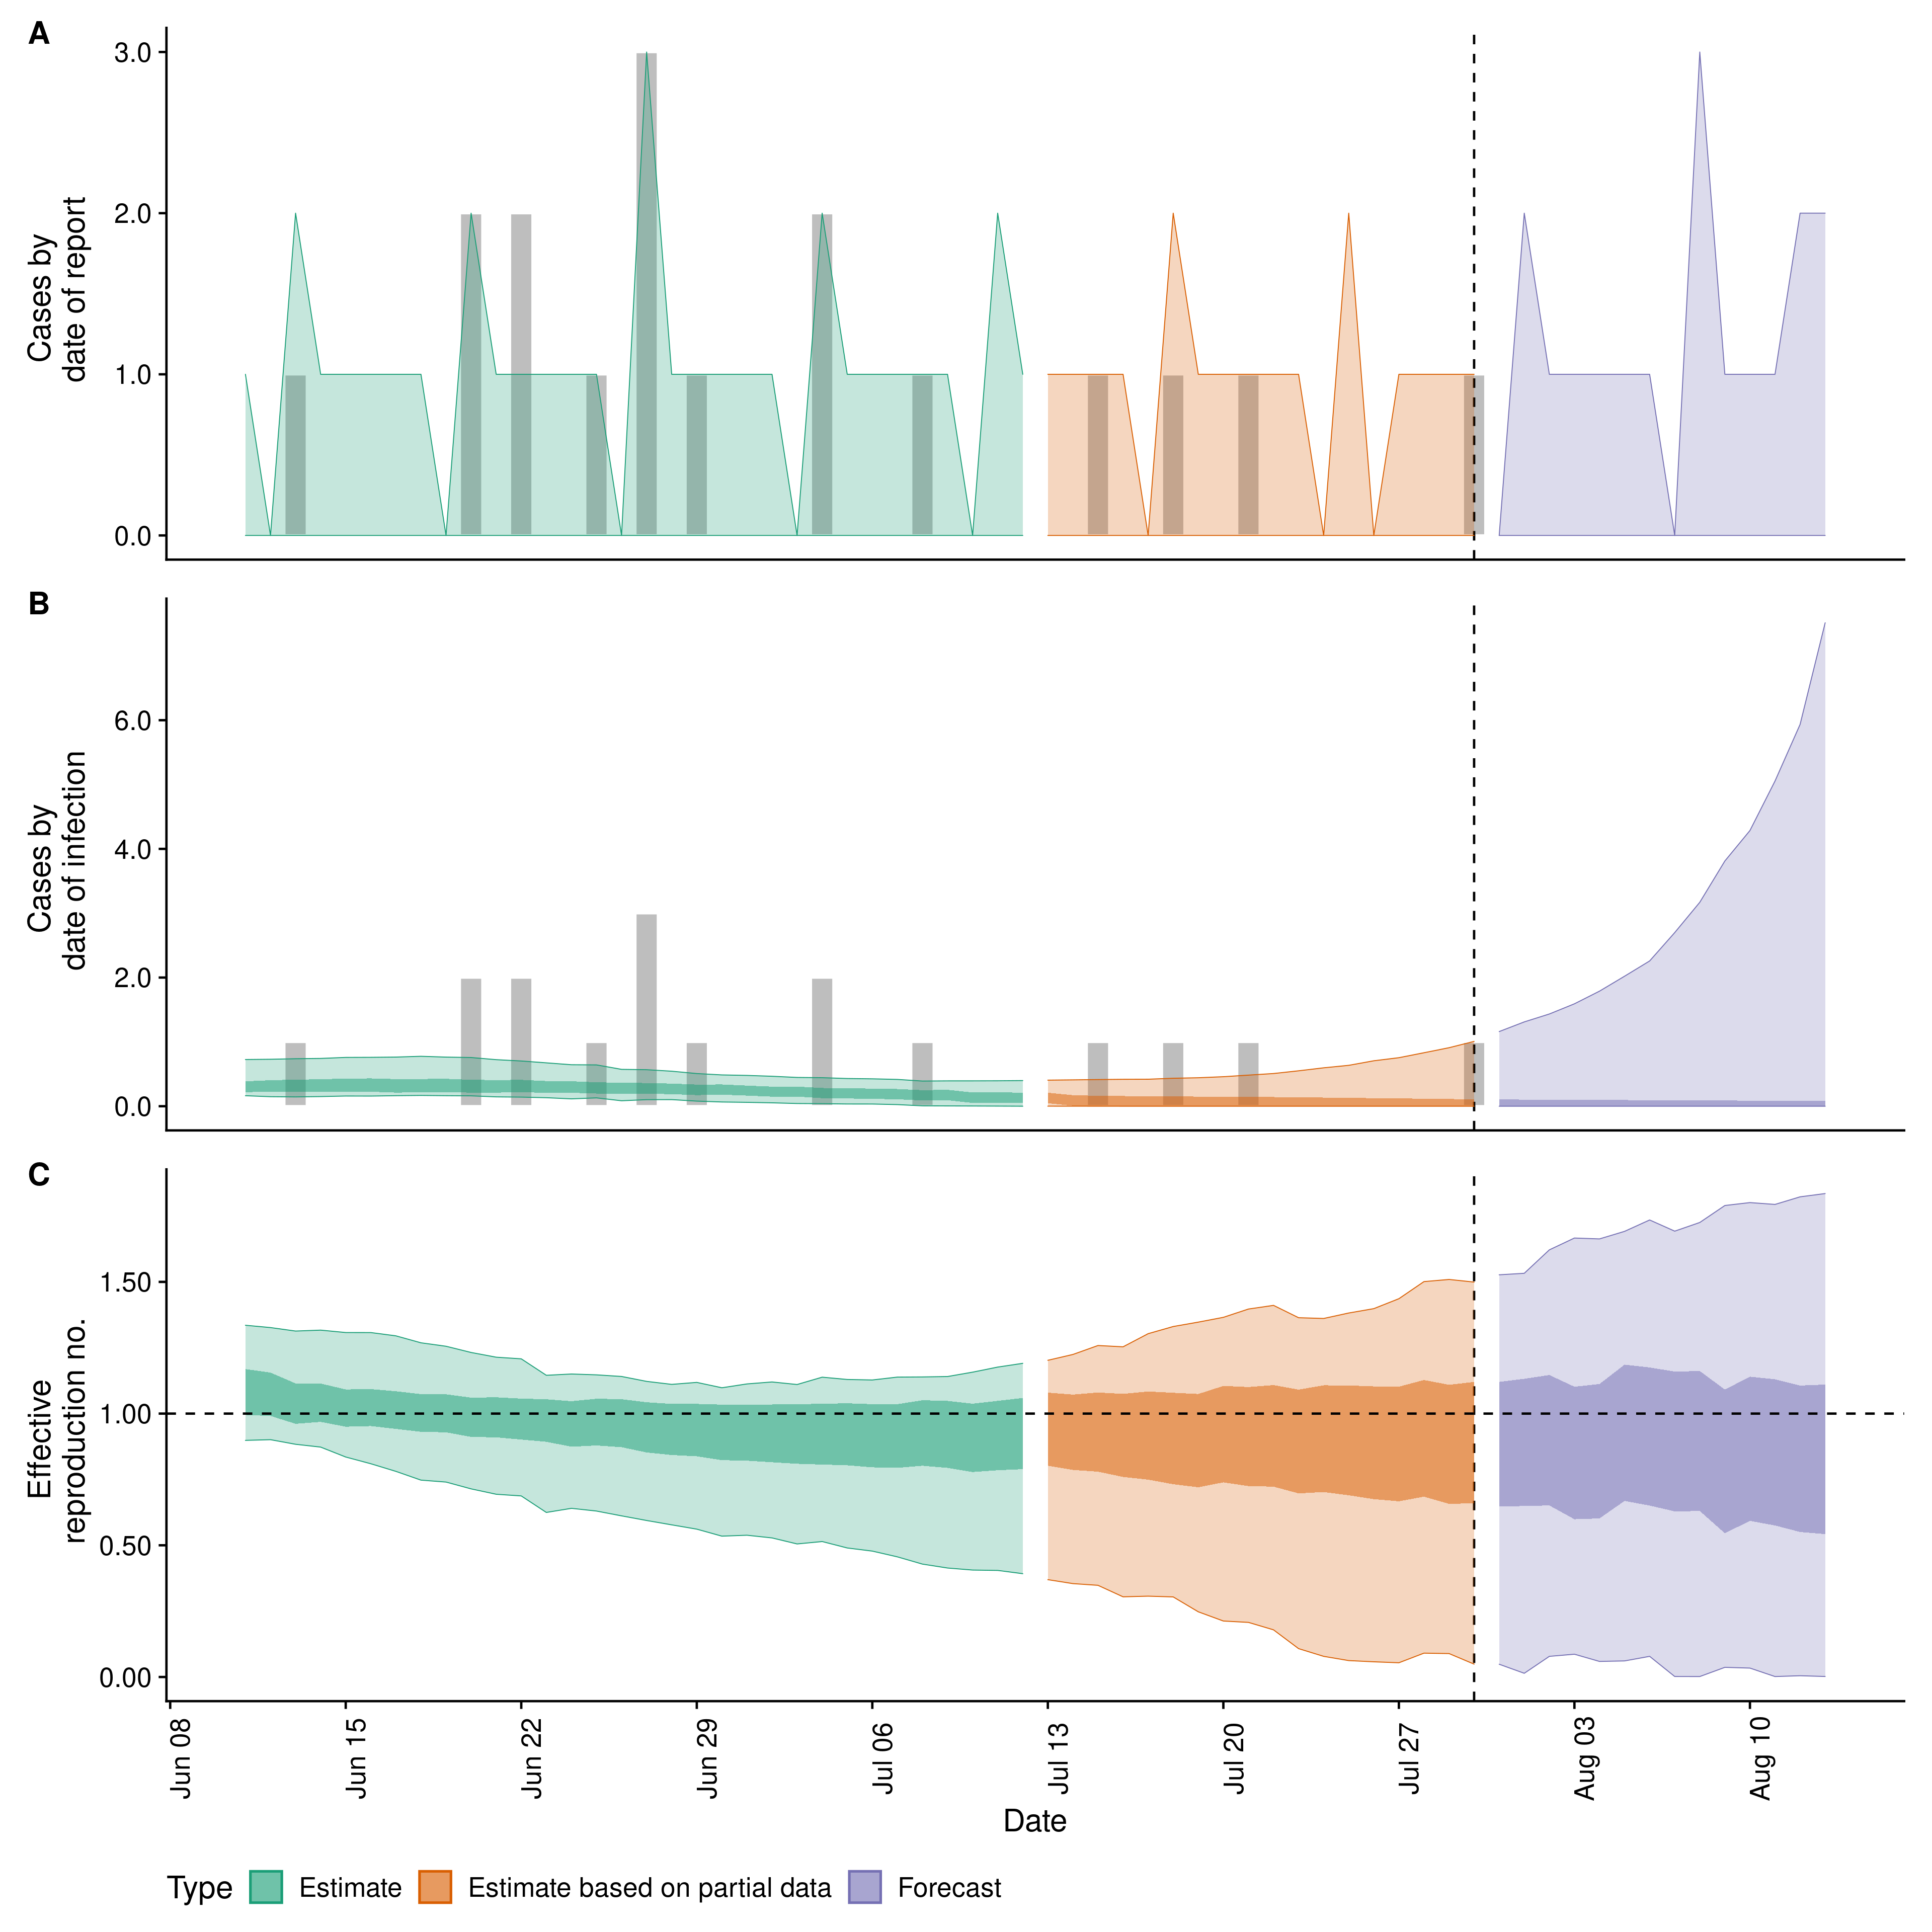 A
Cases by
date of report
3.0
2.0
1.0
0.0
B
Cases by
date of infection
6.0
4.0
2.0
0.0
C
Effective
reproduction no.
1.50
1.00
0.50
0.00
Jun 08
Jun 15
Jun 22
Jun 29
Jul 06
Jul 13
Jul 20
Jul 27
Aug 03
Aug 10
Date
Type Estimate Estimate based on partial data Forecast